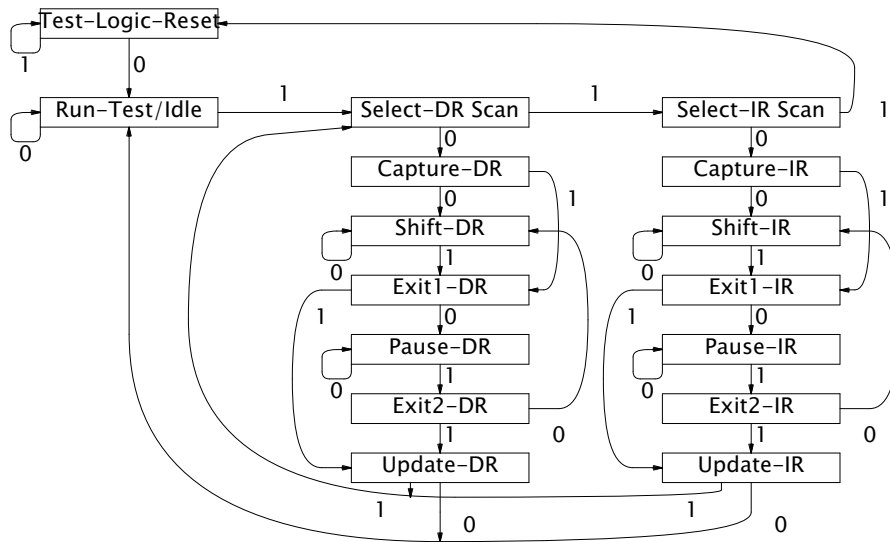 Test-Logic-Reset
1
0
Run-Test/Idle
1
Select-DR Scan
1
Select-IR Scan
1
0
0
0
Capture-DR
Capture-IR
0
1
0
1
Shift-DR
Shift-IR
0
1
0
1
Exit1-DR
Exit1-IR
1
0
1
0
Pause-DR
Pause-IR
0
1
0
1
Exit2-DR
Exit2-IR
1
0
1
0
Update-DR
Update-IR
1
0
1
0